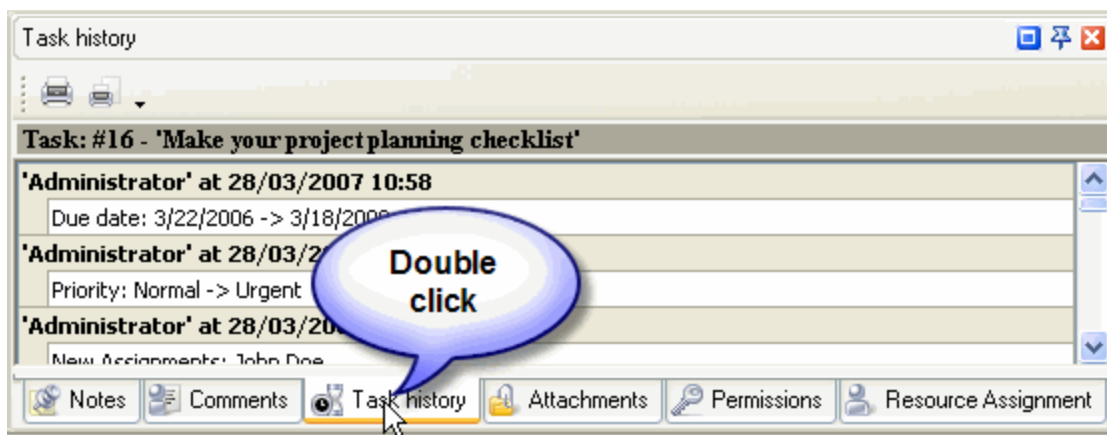 Task history
Task: #16 - 'Make your project planning checklist'
'Administrator' at 28/03/2007 10:58
Due date: 3/22/2006 -> 3/18/2000
'Administrator' at 28/03/2
Priority: Normal -> Urgent
'Administrator' at 28/03/20
New Assignments: John Doe
Double
click
Notes Comments Task history Attachments Permissions Resource Assignment